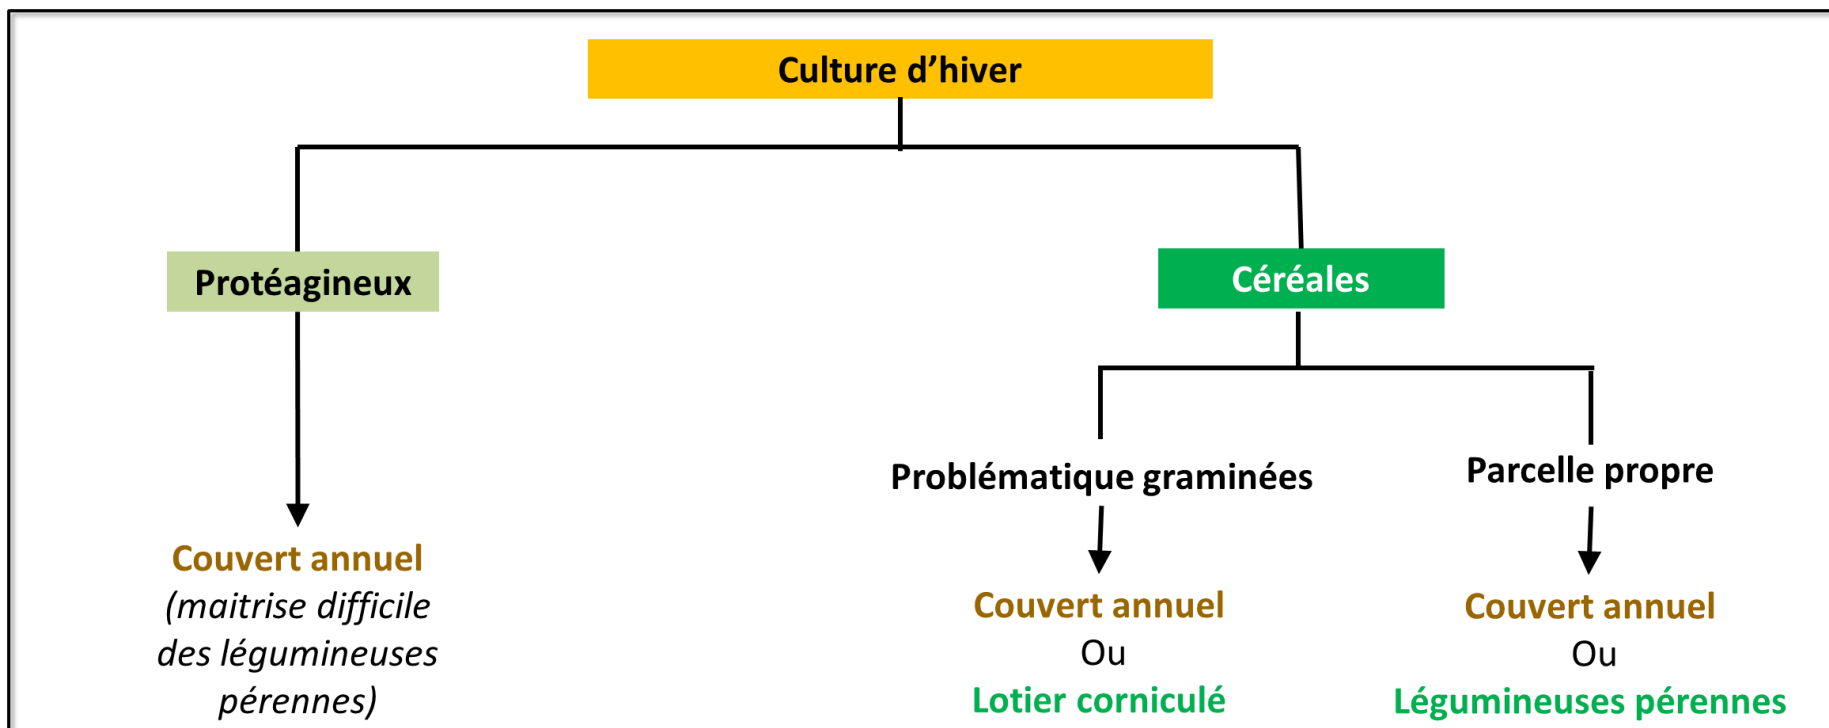 Culture d’hiver
Protéagineux
Céréales
Problématique graminées
Parcelle propre
Couvert annuel
(maitrise difficile
des légumineuses
pérennes)
Couvert annuel
Ou
Lotier corniculé
Couvert annuel
Ou
Légumineuses pérennes